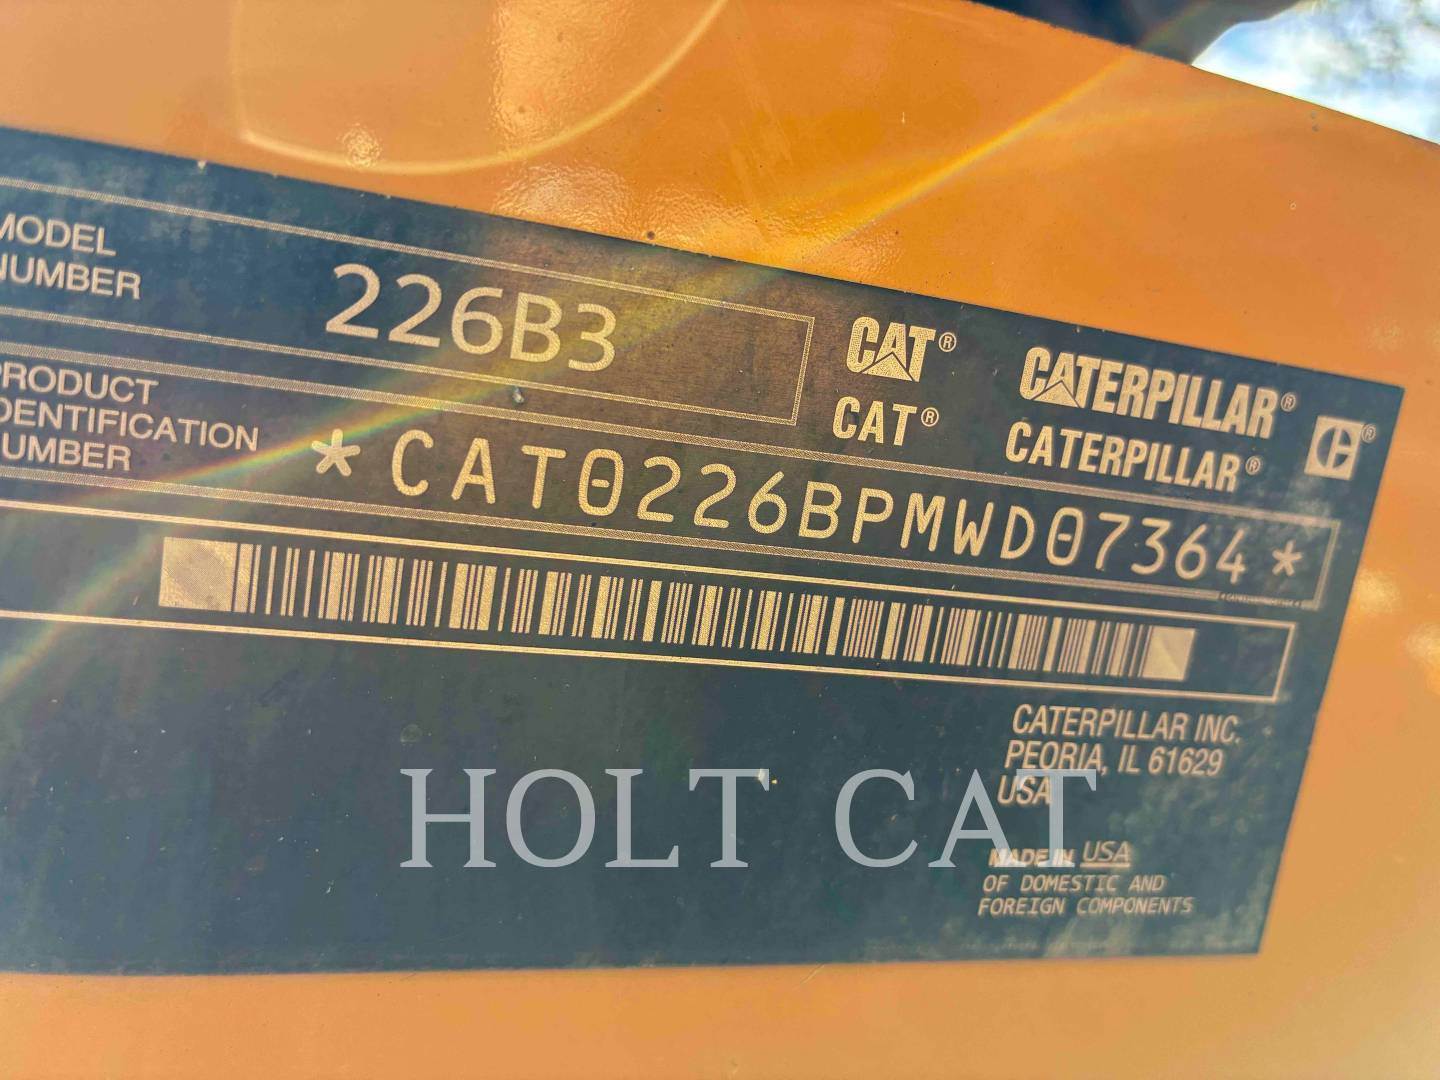 MODEL
NUMBER
226B3
CAT® CATERPILLAR®
CAT® CATERPILLAR®
PRODUCT
IDENTIFICATION
NUMBER
*CAT0226BPMWD07364*
CATERPILLAR INC.
PEORIA, IL 61629
USA
HOLT CAT
MADE IN USA
OF DOMESTIC AND
FOREIGN COMPONENTS